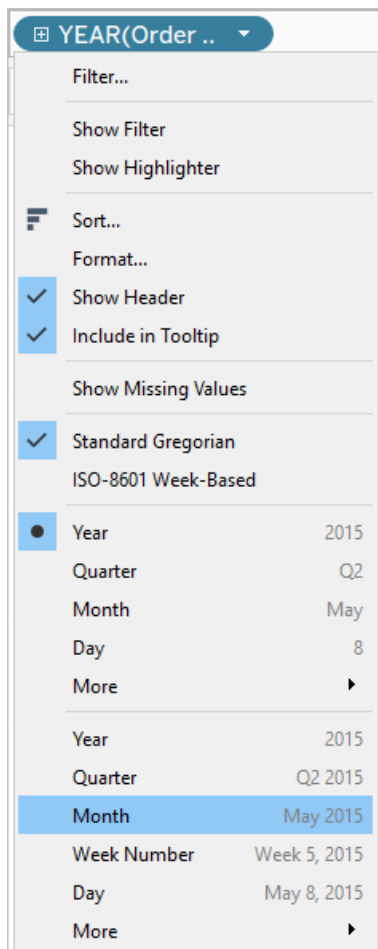 YEAR(Order ..
Filter...
Show Filter
Show Highlighter
Sort...
Format...
Show Header
Include in Tooltip
Show Missing Values
Standard Gregorian
ISO-8601 Week-Based
Year 2015
Quarter Q2
Month May
Day 8
More
Year 2015
Quarter Q2 2015
Month May 2015
Week Number Week 5, 2015
Day May 8, 2015
More